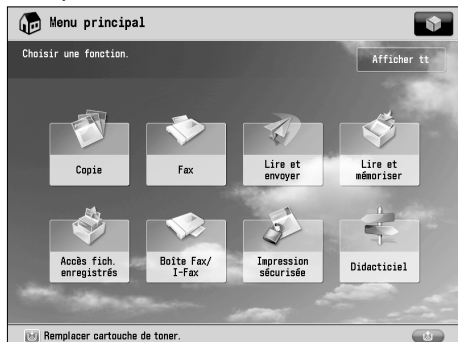 Menu principal
Choisir une fonction.
Afficher tt
Copie
Fax
Lire et
envoyer
Lire et
mémoriser
Accès fich.
enregistrés
Boîte Fax/
I-Fax
Impression
sécurisée
Didacticiel
Remplacer cartouche de toner.